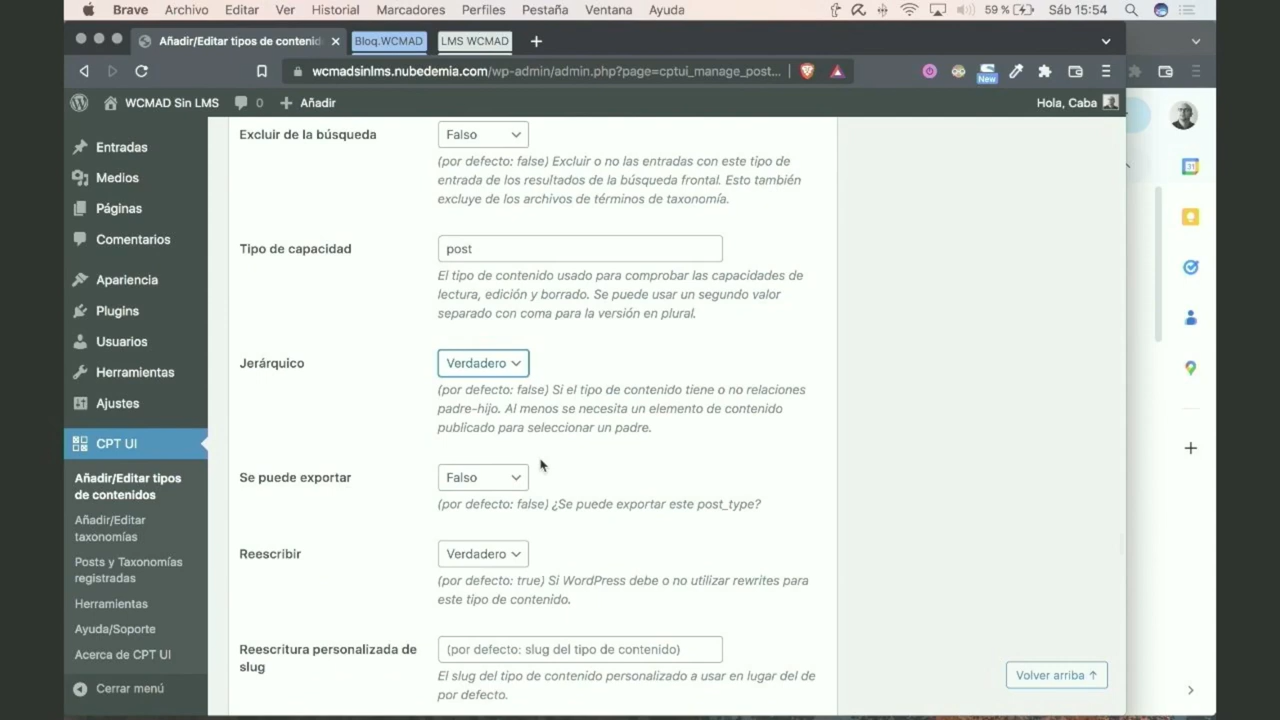 Brave Archivo Editar Ver Historial Marcadores Perfiles Pestaña Ventana Ayuda 59 % Sáb 15:54
Añadir/Editar tipos de contenid
Bloq.WCMAD
LMS WCMAD
wcmadsinlms.nubedemia.com/wp-admin/admin.php?page=cptui_manage_post...
New
WCMAD Sin LMS 0 Añadir Hola, Caba
Entradas
Medios
Páginas
Comentarios
Apariencia
Plugins
Usuarios
Herramientas
Ajustes
CPT UI
Añadir/Editar tipos
de contenidos
Añadir/Editar
taxonomías
Posts y Taxonomías
registradas
Herramientas
Ayuda/Soporte
Acerca de CPT UI
Cerrar menú
Excluir de la búsqueda
Falso
(por defecto: false) Excluir o no las entradas con este tipo de
entrada de los resultados de la búsqueda frontal. Esto también
excluye de los archivos de términos de taxonomía.
Tipo de capacidad
post
El tipo de contenido usado para comprobar las capacidades de
lectura, edición y borrado. Se puede usar un segundo valor
separado con coma para la versión en plural.
Jerárquico
Verdadero
(por defecto: false) Si el tipo de contenido tiene o no relaciones
padre-hijo. Al menos se necesita un elemento de contenido
publicado para seleccionar un padre.
Se puede exportar
Falso
(por defecto: false) ¿Se puede exportar este post_type?
Reescribir
Verdadero
(por defecto: true) Si WordPress debe o no utilizar rewrites para
este tipo de contenido.
Reescritura personalizada de
slug
(por defecto: slug del tipo de contenido)
El slug del tipo de contenido personalizado a usar en lugar del de
por defecto.
Volver arriba ↑
31